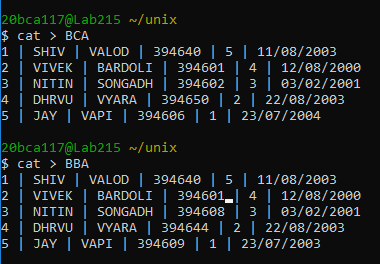 20bca117@Lab215 ~/unix
$ cat > BCA
1 | SHIV | VALOD | 394640 | 5 | 11/08/2003
2 | VIVEK | BARDOLI | 394601 | 4 | 12/08/2000
3 | NITIN | SONGADH | 394602 | 3 | 03/02/2001
4 | DHRVU | VYARA | 394650 | 2 | 22/08/2003
5 | JAY | VAPI | 394606 | 1 | 23/07/2004
20bca117@Lab215 ~/unix
$ cat > BBA
1 | SHIV | VALOD | 394640 | 5 | 11/08/2003
2 | VIVEK | BARDOLI | 394601 | 4 | 12/08/2000
3 | NITIN | SONGADH | 394608 | 3 | 03/02/2001
4 | DHRVU | VYARA | 394644 | 2 | 22/08/2003
5 | JAY | VAPI | 394609 | 1 | 23/07/2003